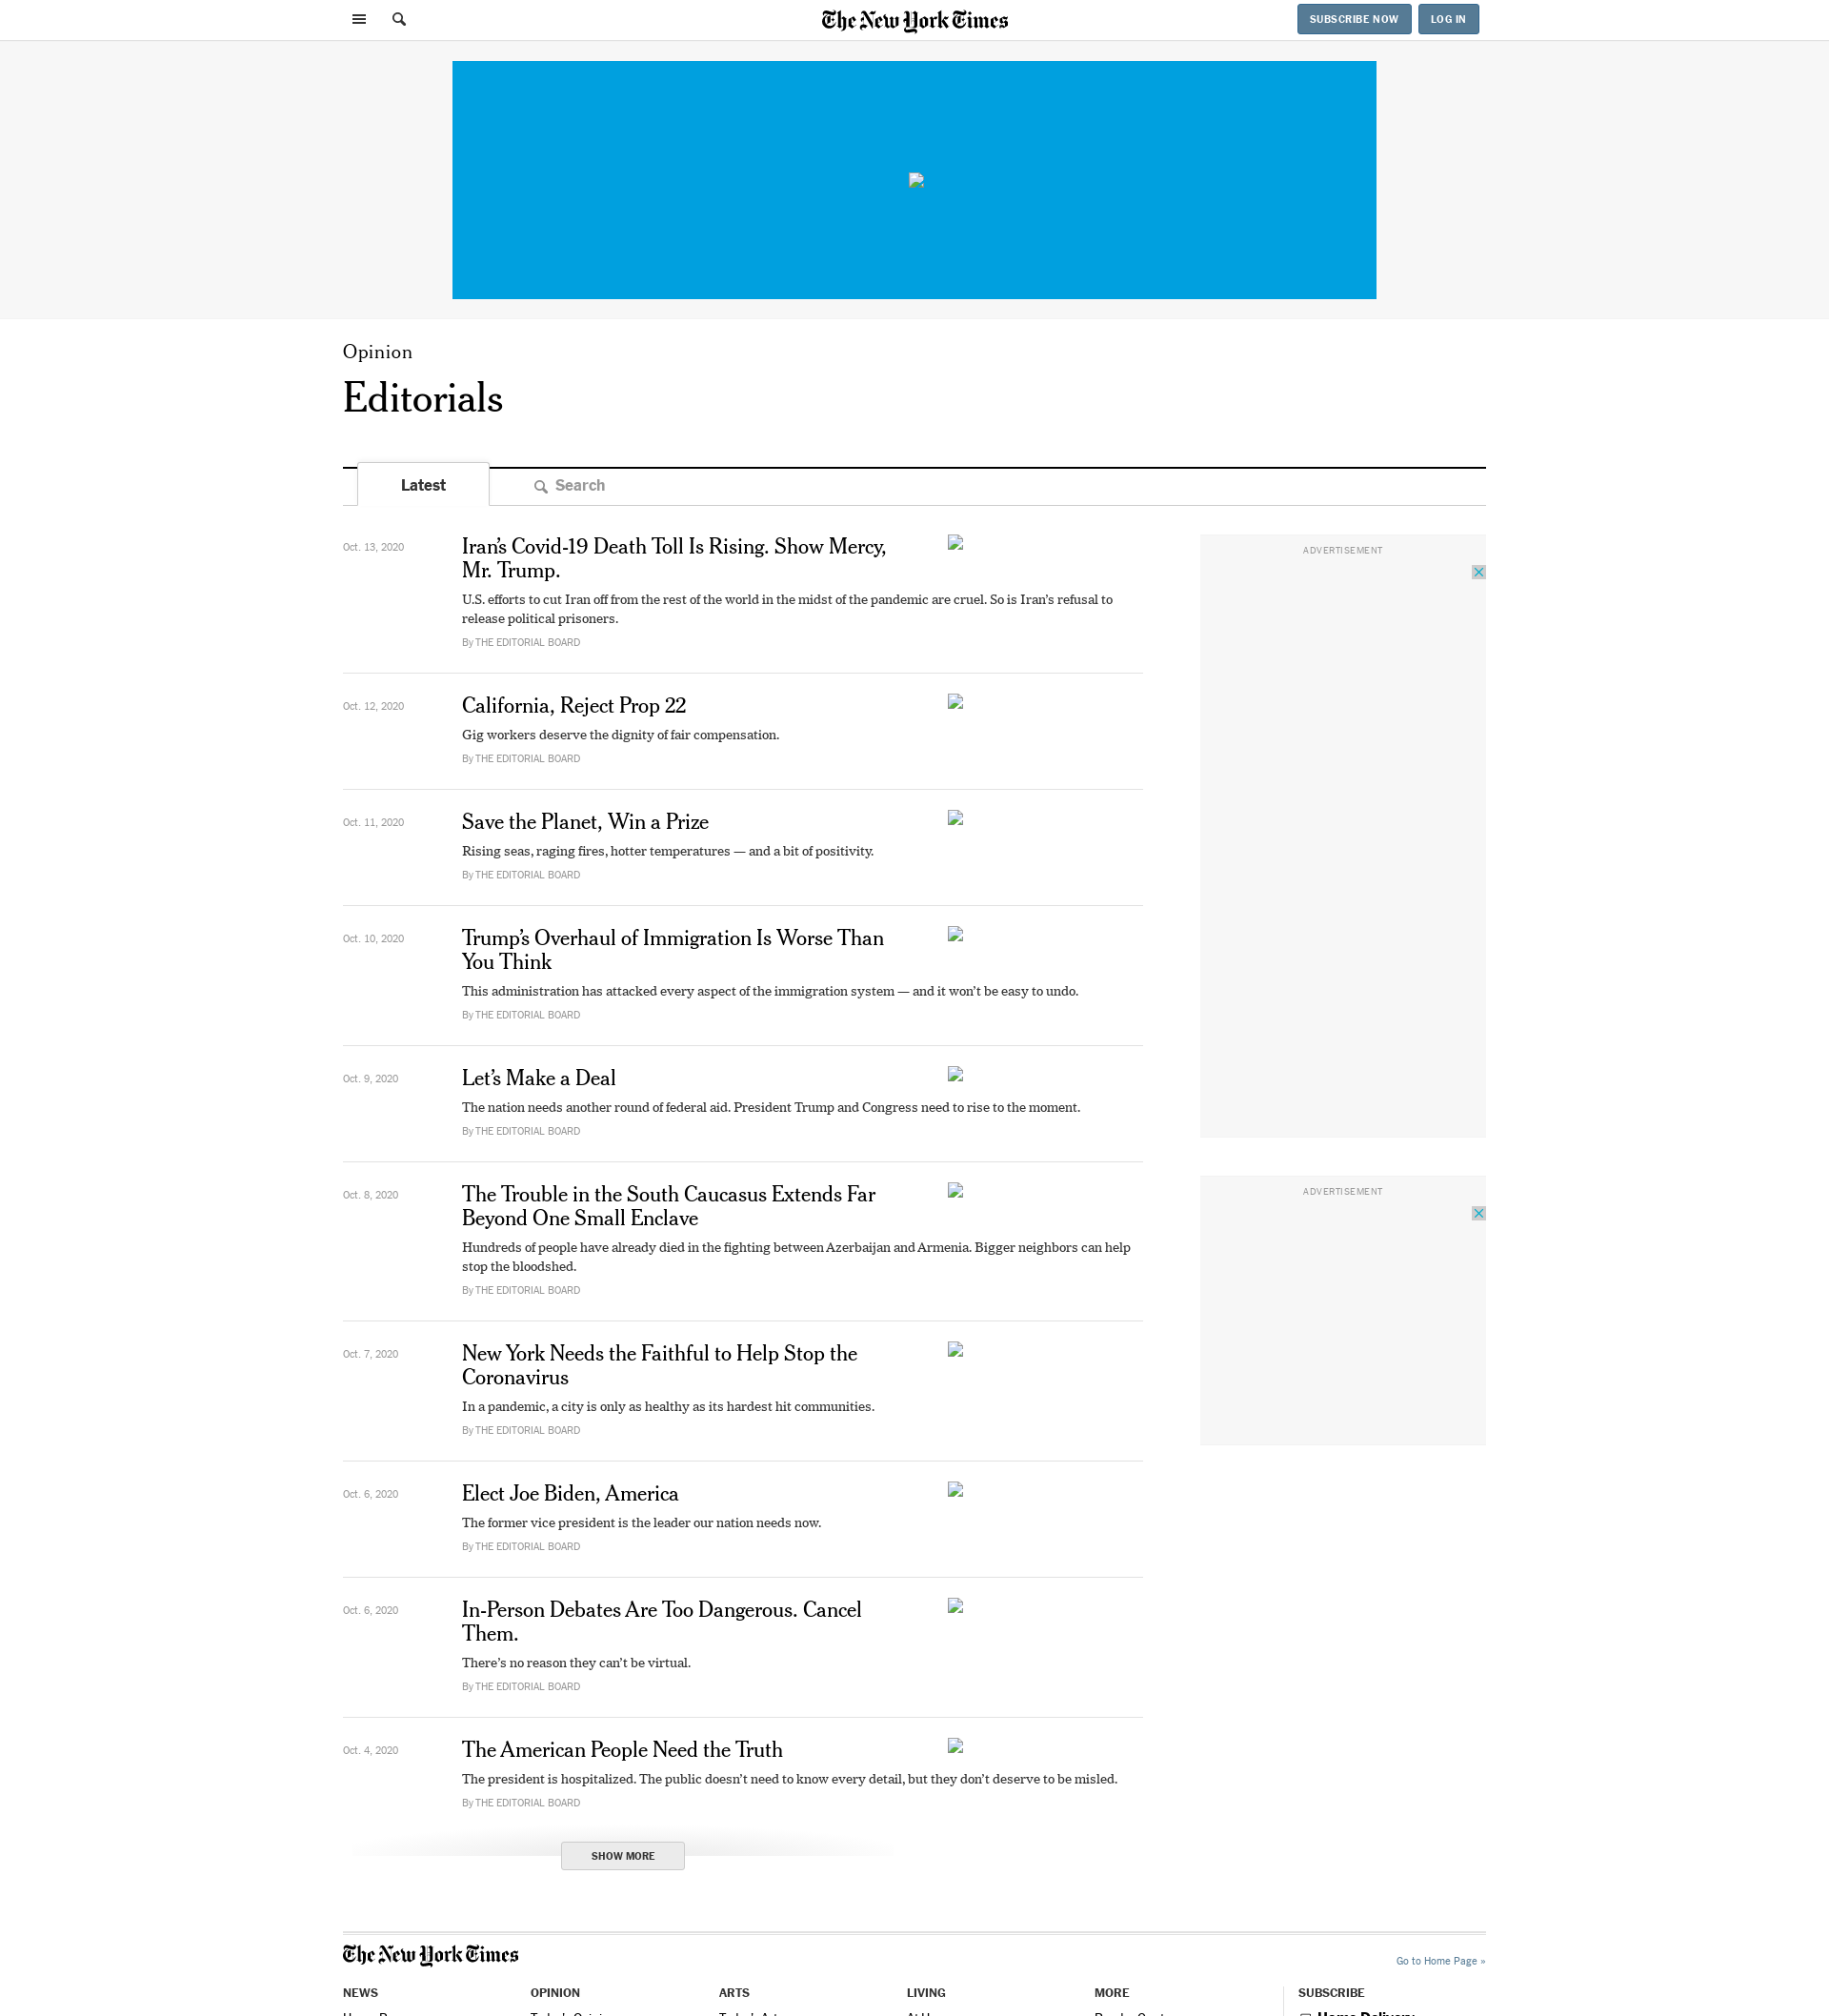 The New York Times
SUBSCRIBE NOW
LOG IN
Opinion
Editorials
Latest
Search
Oct. 13, 2020
Iran’s Covid-19 Death Toll Is Rising. Show Mercy,
Mr. Trump.
U.S. efforts to cut Iran off from the rest of the world in the midst of the pandemic are cruel. So is Iran’s refusal to
release political prisoners.
By THE EDITORIAL BOARD
Oct. 12, 2020
California, Reject Prop 22
Gig workers deserve the dignity of fair compensation.
By THE EDITORIAL BOARD
Oct. 11, 2020
Save the Planet, Win a Prize
Rising seas, raging fires, hotter temperatures — and a bit of positivity.
By THE EDITORIAL BOARD
Oct. 10, 2020
Trump’s Overhaul of Immigration Is Worse Than
You Think
This administration has attacked every aspect of the immigration system — and it won’t be easy to undo.
By THE EDITORIAL BOARD
Oct. 9, 2020
Let’s Make a Deal
The nation needs another round of federal aid. President Trump and Congress need to rise to the moment.
By THE EDITORIAL BOARD
Oct. 8, 2020
The Trouble in the South Caucasus Extends Far
Beyond One Small Enclave
Hundreds of people have already died in the fighting between Azerbaijan and Armenia. Bigger neighbors can help
stop the bloodshed.
By THE EDITORIAL BOARD
Oct. 7, 2020
New York Needs the Faithful to Help Stop the
Coronavirus
In a pandemic, a city is only as healthy as its hardest hit communities.
By THE EDITORIAL BOARD
Oct. 6, 2020
Elect Joe Biden, America
The former vice president is the leader our nation needs now.
By THE EDITORIAL BOARD
Oct. 6, 2020
In-Person Debates Are Too Dangerous. Cancel
Them.
There’s no reason they can’t be virtual.
By THE EDITORIAL BOARD
Oct. 4, 2020
The American People Need the Truth
The president is hospitalized. The public doesn’t need to know every detail, but they don’t deserve to be misled.
By THE EDITORIAL BOARD
SHOW MORE
ADVERTISEMENT
ADVERTISEMENT
The New York Times
Go to Home Page »
NEWS
OPINION
ARTS
LIVING
MORE
SUBSCRIBE
Home Delivery